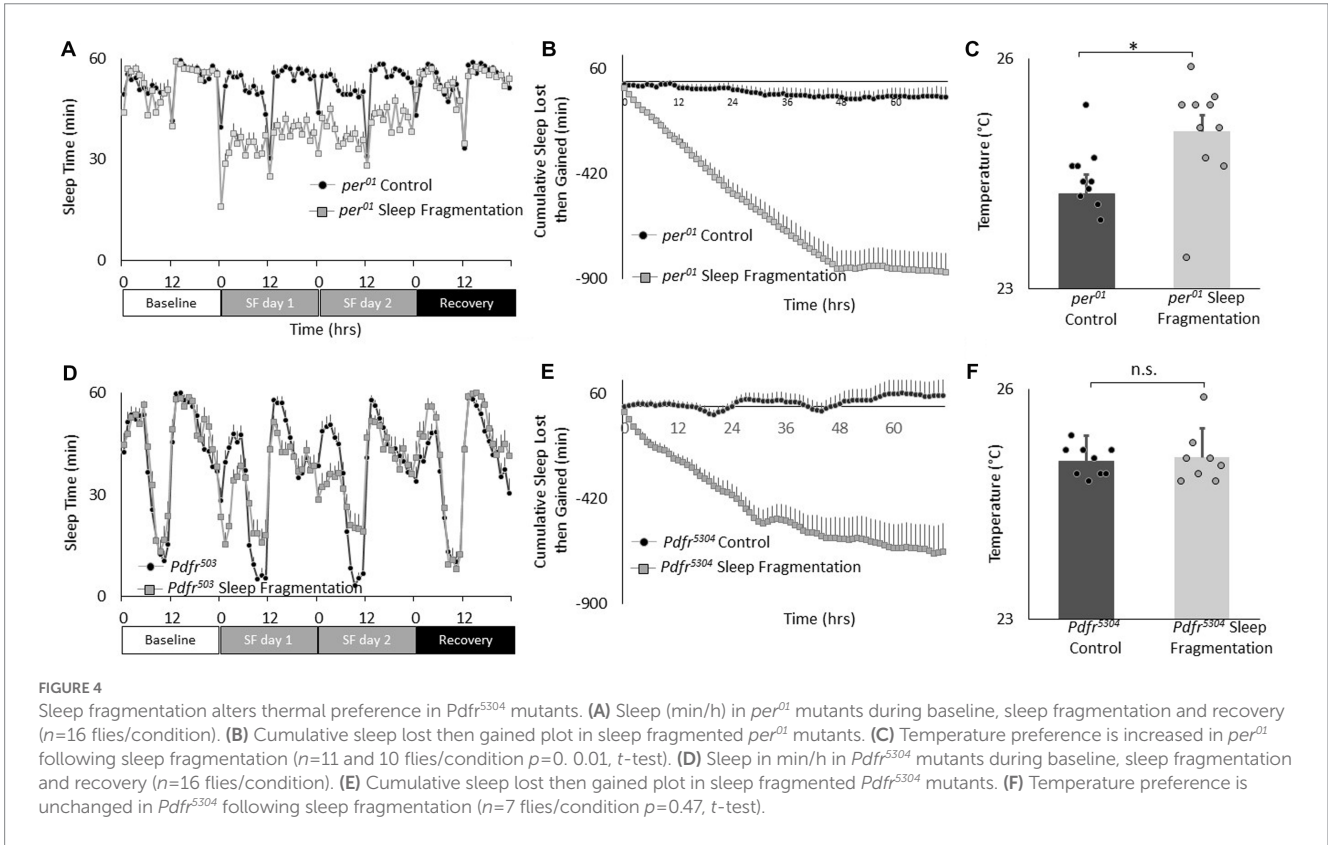 A
60
30
0
Sleep Time (min)
per01 Control
per01 Sleep Fragmentation
0 12 0 12 0 12 0 12
Baseline SF day 1 SF day 2 Recovery
Time (hrs)
B
60
-420
-900
Cumulative Sleep Lost
then Gained (min)
0 12 24 36 48 60
per01 Control
per01 Sleep Fragmentation
Time (hrs)
C
*
26
23
Temperature (°C)
per01
Control
per01 Sleep
Fragmentation
D
60
30
0
Sleep Time (min)
Pdfr503
Pdfr503 Sleep Fragmentation
0 12 0 12 0 12 0 12
Baseline SF day 1 SF day 2 Recovery
E
60
-420
-900
Cumulative Sleep Lost
then Gained (min)
0 12 24 36 48 60
Pdfr5304 Control
Pdfr5304 Sleep Fragmentation
Time (hrs)
F
n.s.
26
23
Temperature (°C)
Pdfr5304
Control
Pdfr5304 Sleep
Fragmentation
FIGURE 4
Sleep fragmentation alters thermal preference in Pdfr5304 mutants. (A) Sleep (min/h) in per01 mutants during baseline, sleep fragmentation and recovery
(n=16 flies/condition). (B) Cumulative sleep lost then gained plot in sleep fragmented per01 mutants. (C) Temperature preference is increased in per01
following sleep fragmentation (n=11 and 10 flies/condition p=0. 0.01, t-test). (D) Sleep in min/h in Pdfr5304 mutants during baseline, sleep fragmentation
and recovery (n=16 flies/condition). (E) Cumulative sleep lost then gained plot in sleep fragmented Pdfr5304 mutants. (F) Temperature preference is
unchanged in Pdfr5304 following sleep fragmentation (n=7 flies/condition p=0.47, t-test).